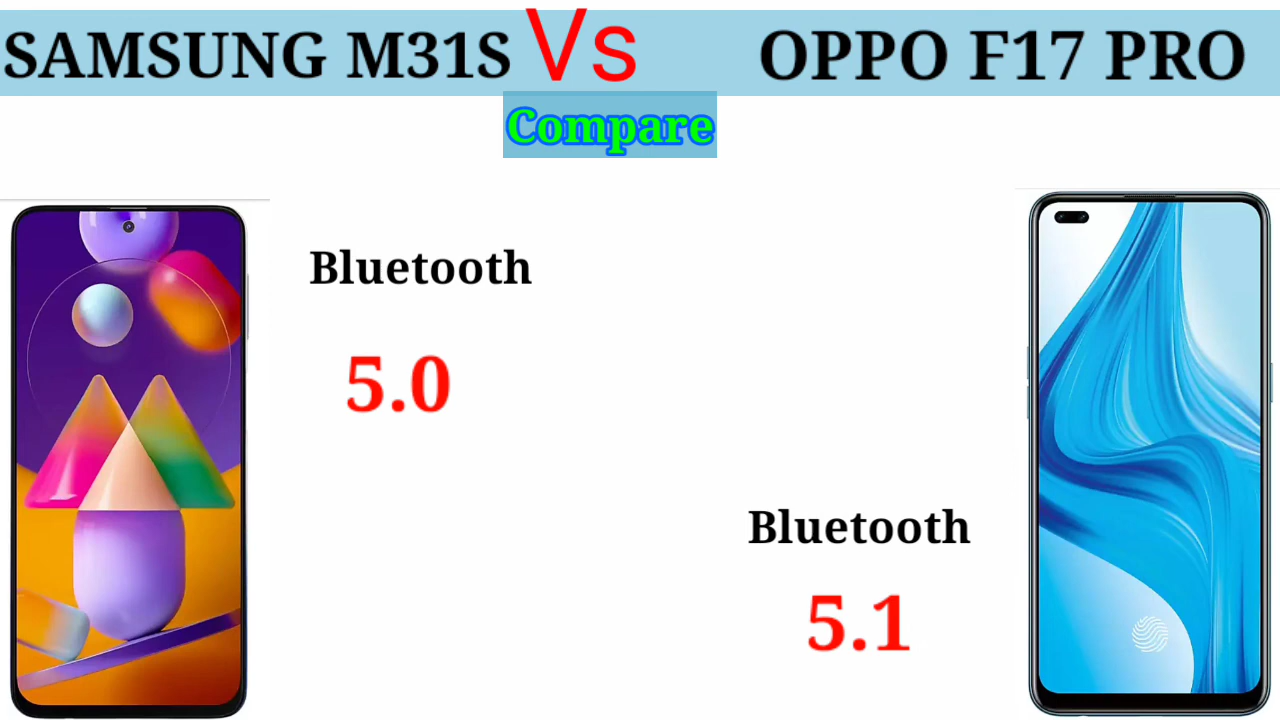 SAMSUNG M31S Vs OPPO F17 PRO
Compare
Bluetooth
5.0
Bluetooth
5.1